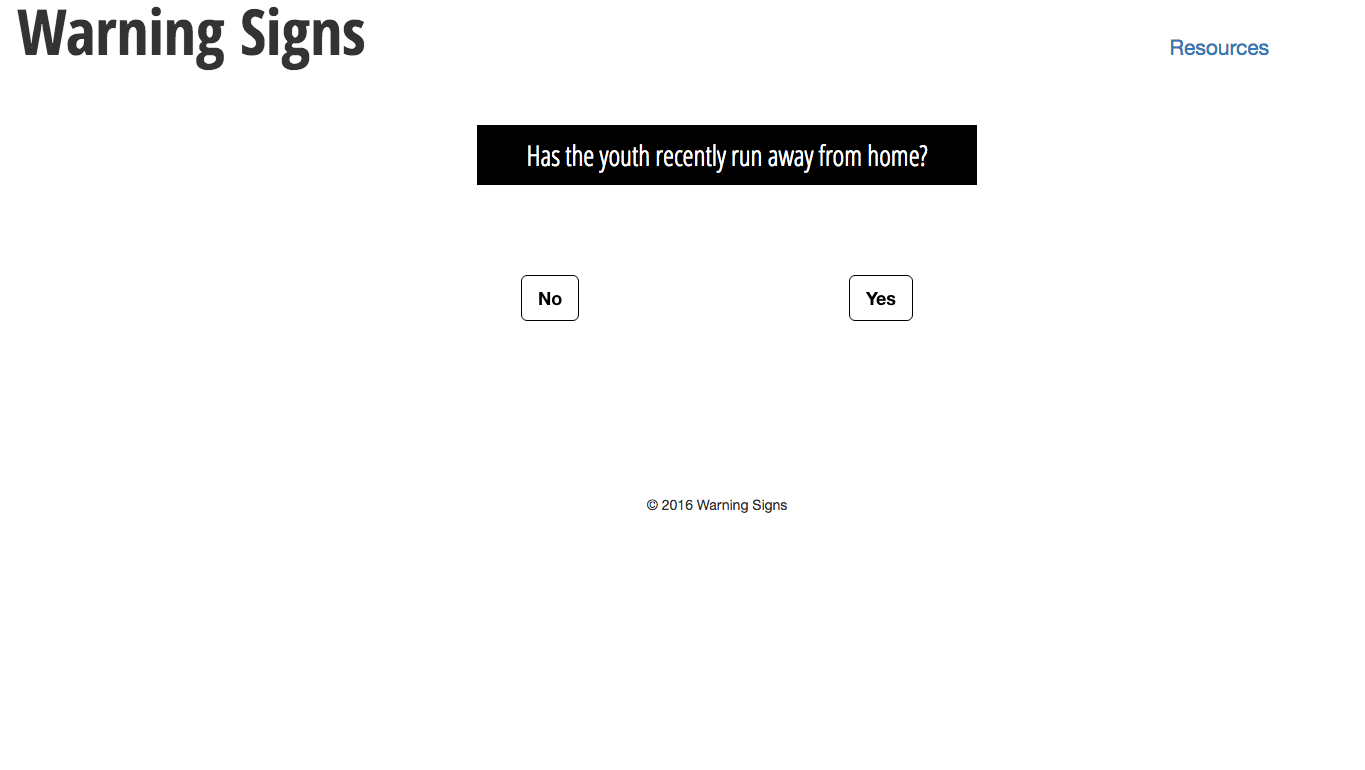 Warning Signs
Resources
Has the youth recently run away from home?
No
Yes
© 2016 Warning Signs